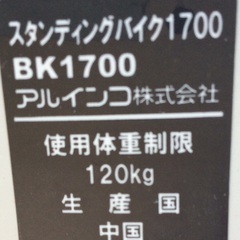 スタンディングバイク1700
BK1700
アルインコ株式会社
使用体重制限
120kg
生産国
中国